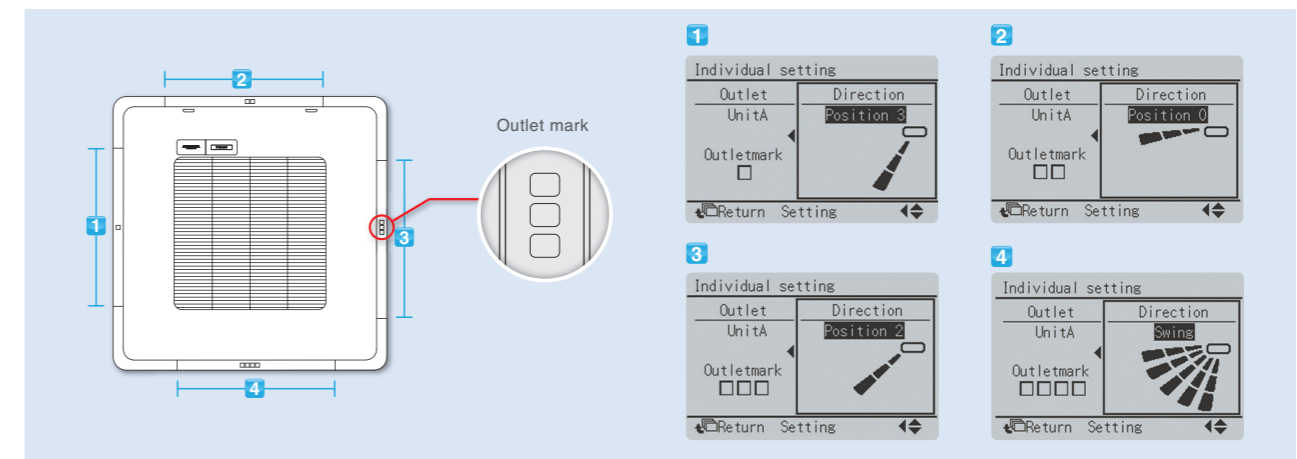 2
1
3
4
Outlet mark
1
Individual setting
Outlet Direction
UnitA Position 3
Outletmark
Return Setting
2
Individual setting
Outlet Direction
UnitA Position 0
Outletmark
Return Setting
3
Individual setting
Outlet Direction
UnitA Position 2
Outletmark
Return Setting
4
Individual setting
Outlet Direction
UnitA Swing
Outletmark
Return Setting